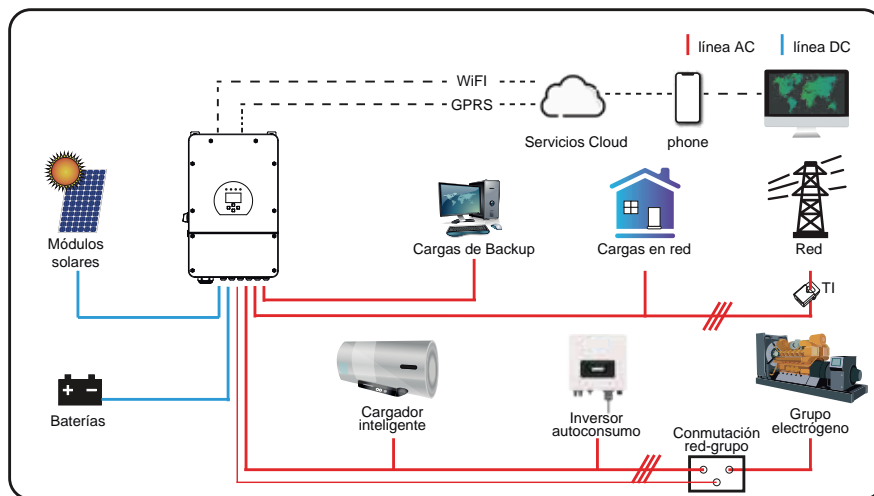 línea AC
línea DC
WiFI
GPRS
Servicios Cloud
phone
Módulos
solares
Cargas de Backup
Cargas en red
Red
TI
Baterías
Cargador
inteligente
Inversor
autoconsumo
Grupo
electrógeno
Conmutación
red-grupo